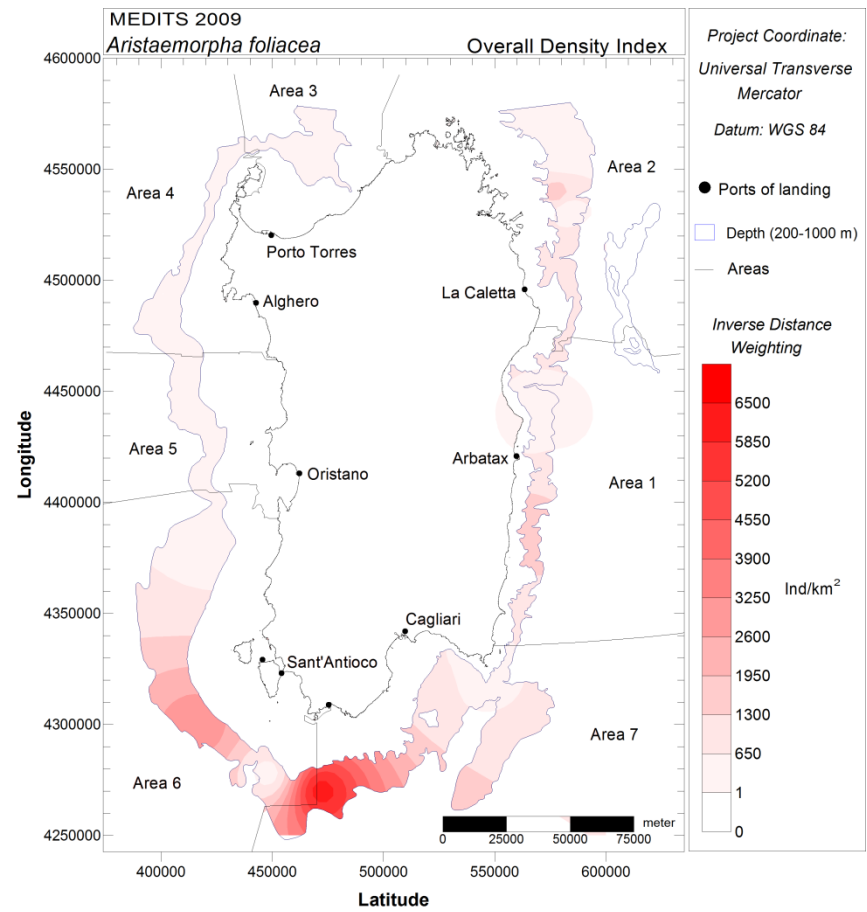 MEDITS 2009
Aristaemorpha foliacea
Overall Density Index
4600000
4550000
4500000
4450000
4400000
4350000
4300000
4250000
Longitude
400000
450000
500000
550000
600000
Latitude
Area 3
Area 2
Area 4
Porto Torres
Alghero
La Caletta
Area 5
Oristano
Arbatax
Area 1
Cagliari
Sant'Antioco
Area 7
Area 6
meter
0
25000
50000
75000
Project Coordinate:
Universal Transverse
Mercator
Datum: WGS 84
Ports of landing
Depth (200-1000 m)
Areas
Inverse Distance
Weighting
6500
5850
5200
4550
3900
3250
2600
1950
1300
650
1
0
Ind/km²